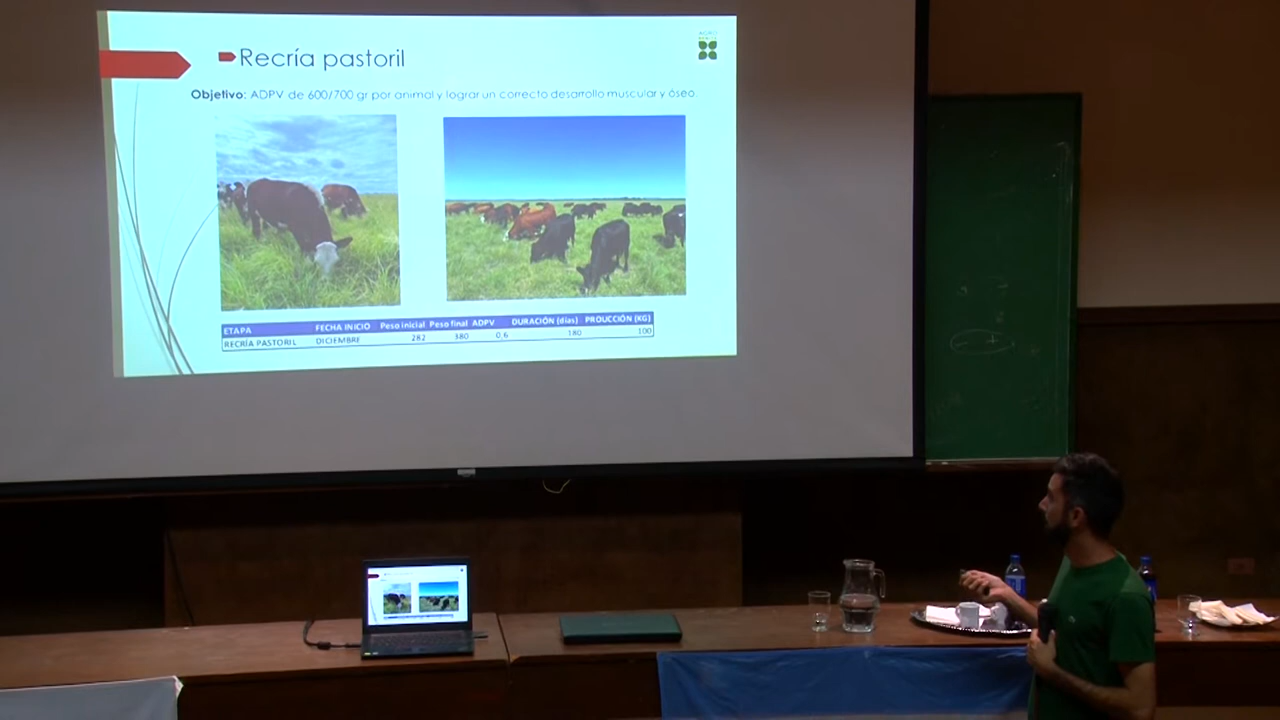 Recría pastoril
Objetivo: ADPV de 600/700 gr por animal y lograr un correcto desarrollo muscular y óseo.
ETAPA FECHA INICIO Peso inicial Peso final ADPV DURACIÓN (días) PROUCCIÓN (KG)
RECRÍA PASTORIL DICIEMBRE 282 380 0,6 180 100
AGRO